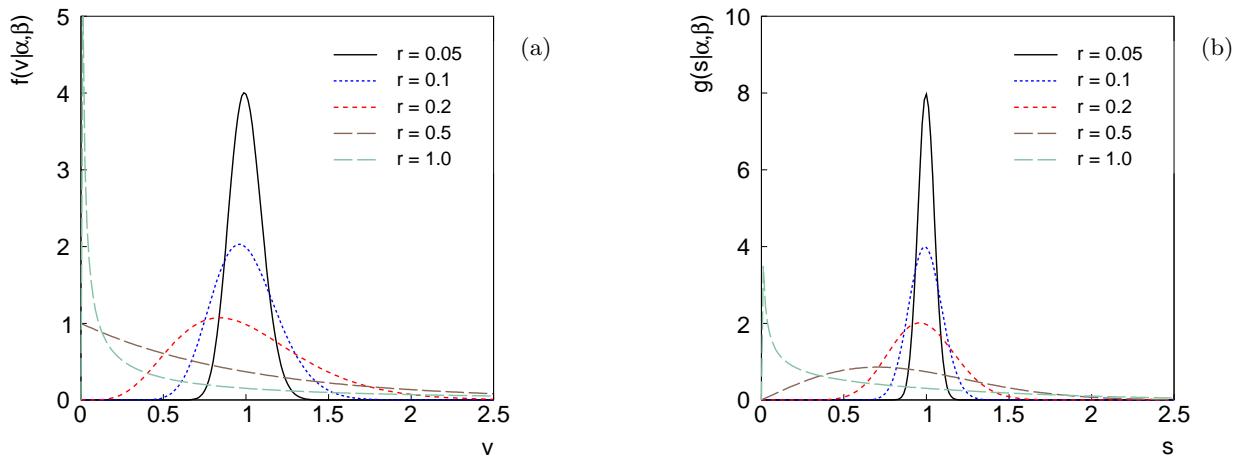 f(v|α,β)
5
4
3
2
1
0
0
0.5
1
1.5
2
2.5
v
r = 0.05
r = 0.1
r = 0.2
r = 0.5
r = 1.0
(a)
g(s|α,β)
10
8
6
4
2
0
0
0.5
1
1.5
2
2.5
s
r = 0.05
r = 0.1
r = 0.2
r = 0.5
r = 1.0
(b)